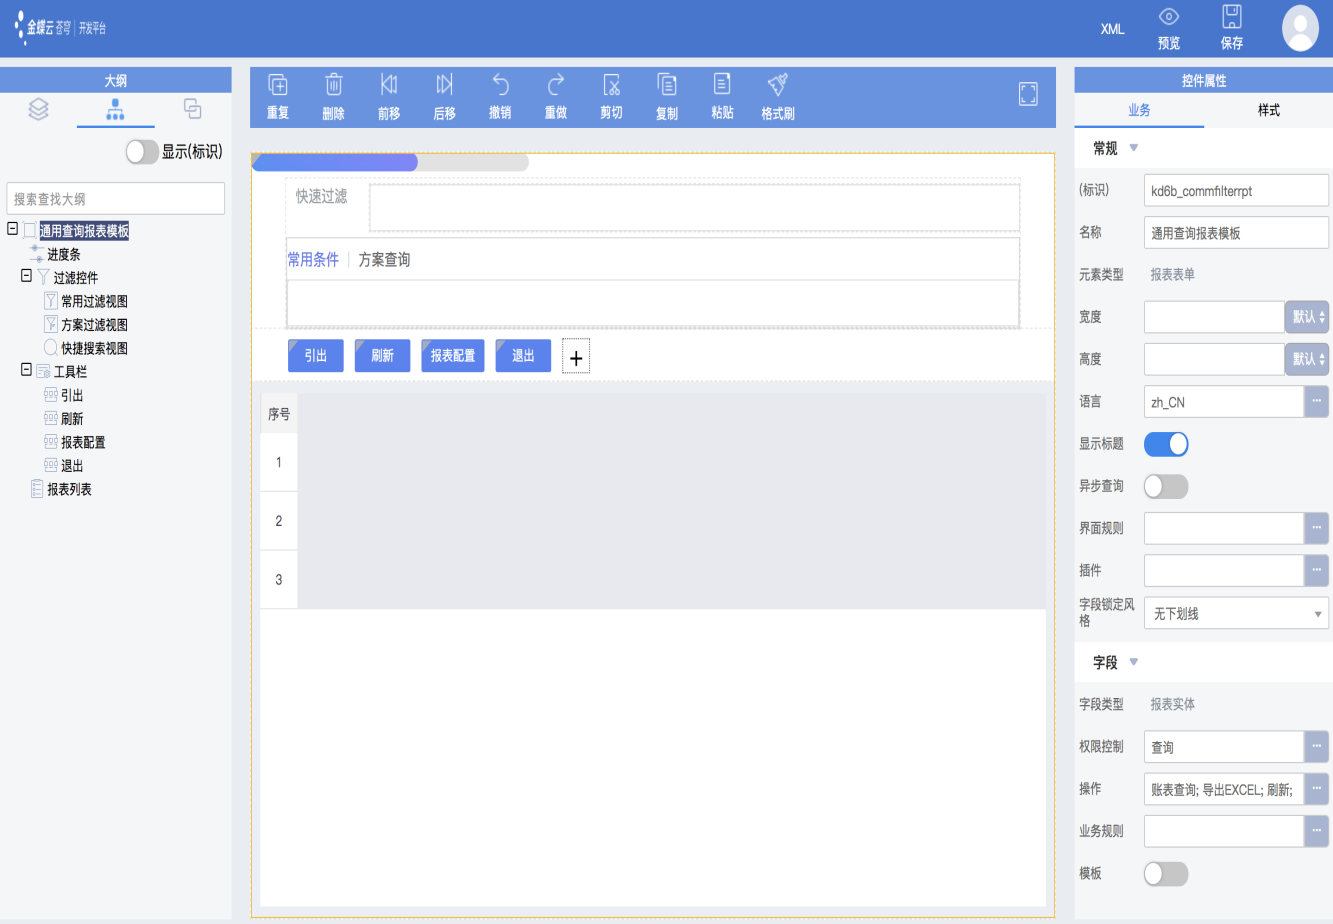 金蝶云 苍穹 | 开发平台
XML
预览
保存
大纲
显示(标识)
搜索查找大纲
通用查询报表模板
进度条
过滤控件
常用过滤视图
方案过滤视图
快捷搜索视图
工具栏
引出
刷新
报表配置
退出
报表列表
重复 删除 前移 后移 撤销 重做 剪切 复制 粘贴 格式刷
快速过滤
常用条件 | 方案查询
引出 刷新 报表配置 退出 +
序号
1
2
3
控件属性
业务 样式
常规
(标识) kd6b_commfilterrpt
名称 通用查询报表模板
元素类型 报表表单
宽度 默认
高度 默认
语言 zh_CN ···
显示标题
异步查询
界面规则 ···
插件 ···
字段锁定风
格
无下划线
字段
字段类型 报表实体
权限控制 查询 ···
操作 账表查询; 导出EXCEL; 刷新; ···
业务规则 ···
模板